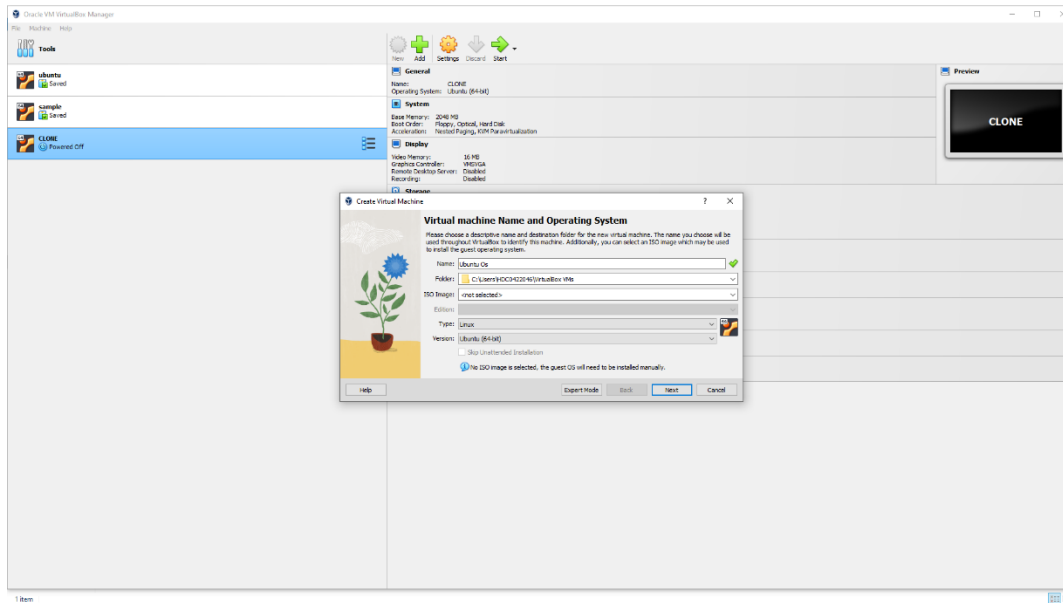 Oracle VM VirtualBox Manager
File Machine Help
Tools
New Add Settings Discard Start
ubuntu
Saved
sample
Saved
CLONE
Powered Off
General
Name: CLONE
Operating System: Ubuntu (64-bit)
System
Base Memory: 2048 MB
Boot Order: Floppy, Optical, Hard Disk
Acceleration: Nested Paging, KVM Paravirtualization
Display
Video Memory: 16 MB
Graphics Controller: VMSVGA
Remote Desktop Server: Disabled
Recording: Disabled
Storage
Preview
CLONE
Create Virtual Machine
Virtual machine Name and Operating System
Please choose a descriptive name and destination folder for the new virtual machine. The name you choose will be
used throughout VirtualBox to identify this machine. Additionally, you can select an ISO image which may be used
to install the guest operating system.
Name: Ubuntu Os
Folder: C:\Users\HDC0422046\VirtualBox VMs
ISO Image: <not selected>
Edition:
Type: Linux
Version: Ubuntu (64-bit)
Skip Unattended Installation
No ISO image is selected, the guest OS will need to be installed manually.
Help Expert Mode Back Next Cancel
1 item